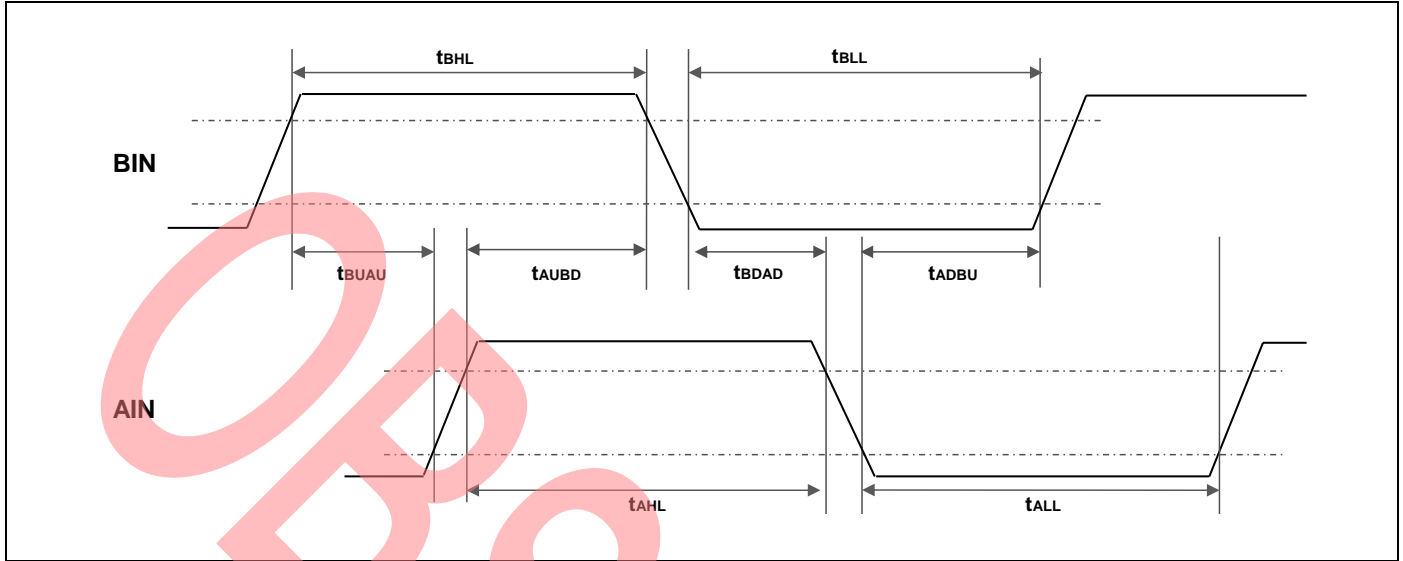 tBHL tBLL
BIN
tBUAU tAUBD tBDAD tADBU
AIN
tAHL tALL